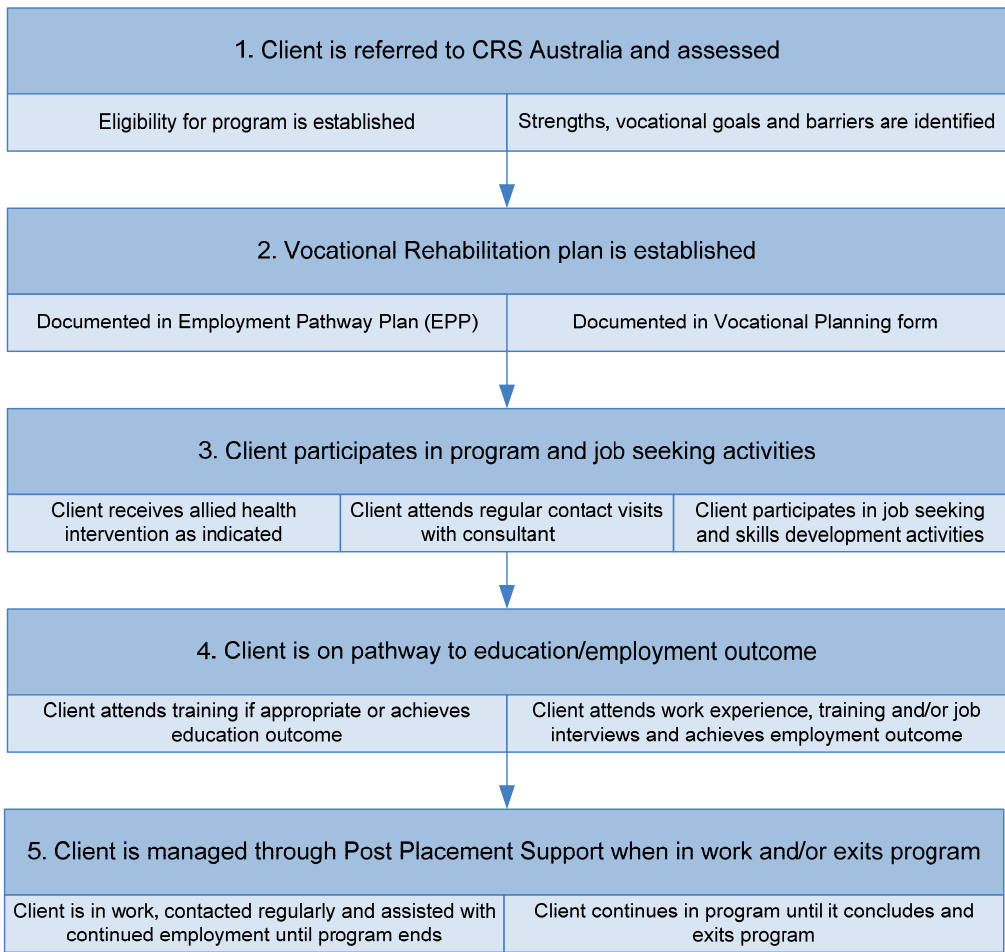 1. Client is referred to CRS Australia and assessed
Eligibility for program is established
Strengths, vocational goals and barriers are identified
2. Vocational Rehabilitation plan is established
Documented in Employment Pathway Plan (EPP)
Documented in Vocational Planning form
3. Client participates in program and job seeking activities
Client receives allied health
intervention as indicated
Client attends regular contact visits
with consultant
Client participates in job seeking
and skills development activities
4. Client is on pathway to education/employment outcome
Client attends training if appropriate or achieves
education outcome
Client attends work experience, training and/or job
interviews and achieves employment outcome
5. Client is managed through Post Placement Support when in work and/or exits program
Client is in work, contacted regularly and assisted with
continued employment until program ends
Client continues in program until it concludes and
exits program